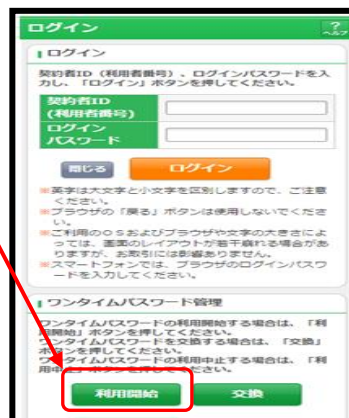 ログイン
?
ヘルプ
ログイン
契約者ID（利用者番号）、ログインパスワードを入
力し、「ログイン」ボタンを押してください。
契約者ID
(利用者番号)
ログイン
パスワード
閉じる
ログイン
※英字は大文字と小文字を区別しますので、ご注意
ください。
※ブラウザの「戻る」ボタンは使用しないでくださ
い。
※ご利用のＯＳおよびブラウザや文字の大きさによ
っては、画面のレイアウトが若干崩れる場合があ
りますが、お取引には影響ありません。
※スマートフォンでは、ブラウザのログインパスワ
ードを入力してください。
ワンタイムパスワード管理
ワンタイムパスワードの利用開始する場合は、「利
用開始」ボタンを押してください。
ワンタイムパスワードを交換する場合は、「交換」
ボタンを押してください。
ワンタイムパスワードの利用中止する場合は、「利
用中止」ボタンを押してください。
利用開始
交換